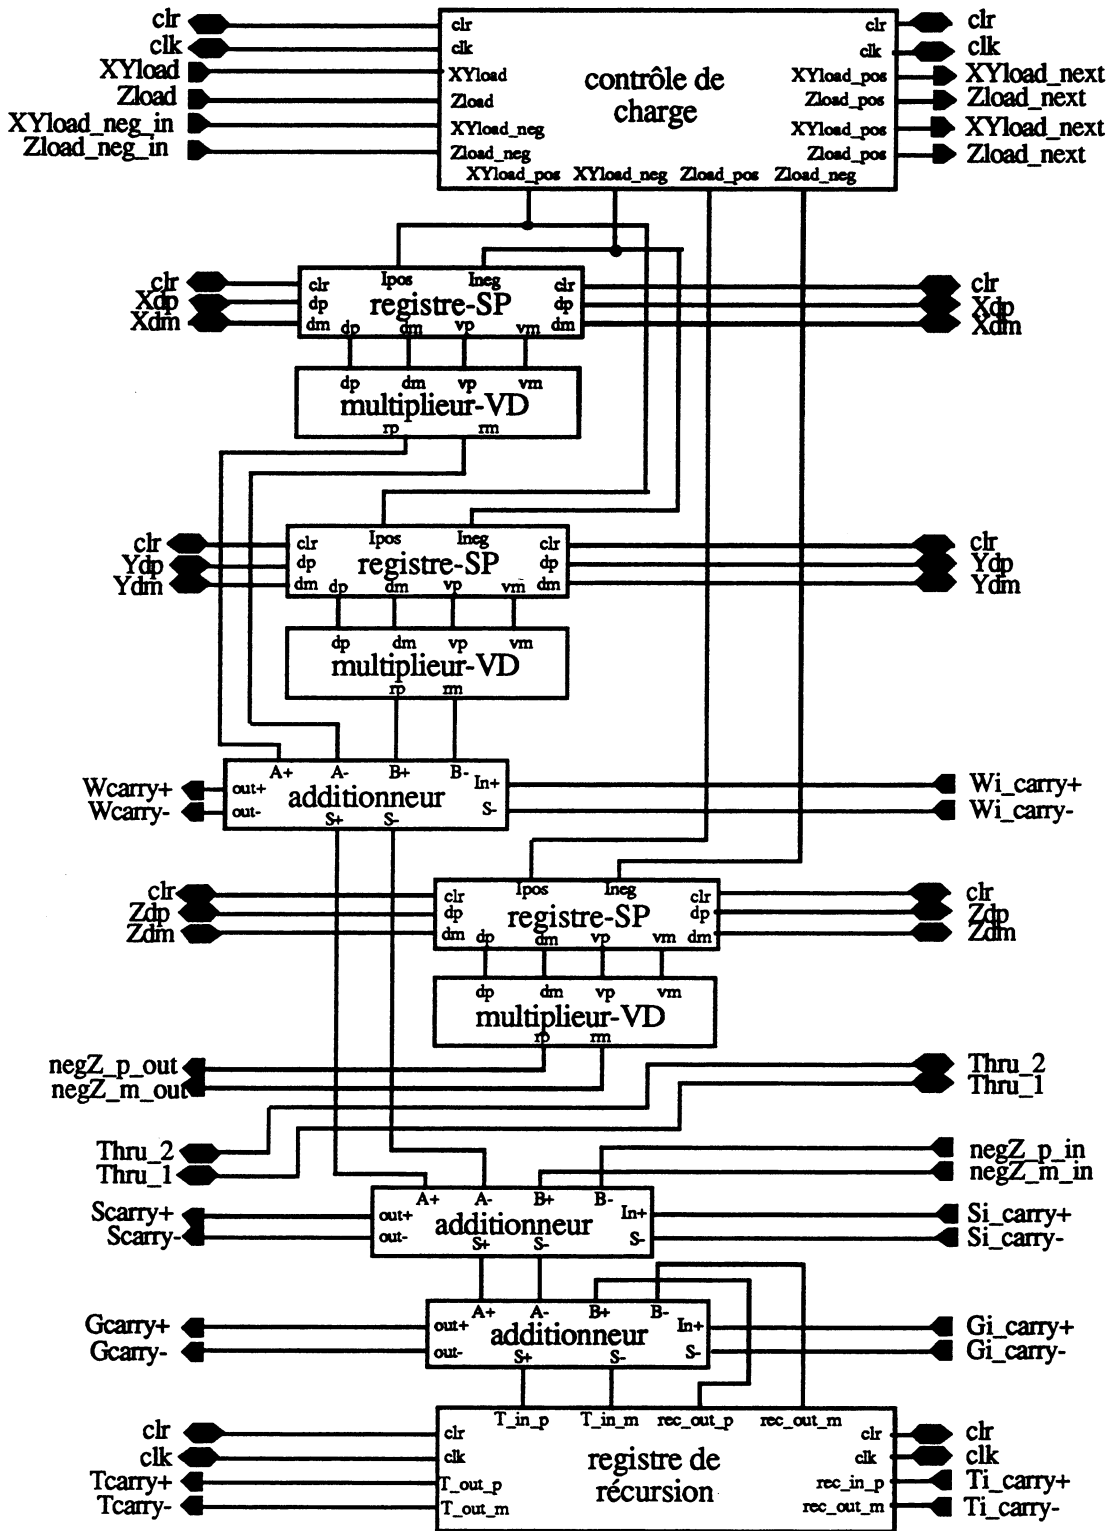 clr clr clr clr
clk clk clk clk
XYload XYload XYload_pos XYload_next
Zload Zload contrôle de Zload_pos Zload_next
XYload_neg_in XYload_neg charge XYload_pos XYload_next
Zload_neg_in Zload_neg Zload_pos Zload_next
XYload_pos XYload_neg Zload_pos Zload_neg
clr clr Ipos Ineg clr clr
Xdp dp registre-SP dp Xdp
Xdm dm dp dm vp vm dm Xdm
dp dm vp vm
multiplieur-VD
rp rm
clr clr Ipos Ineg clr clr
Ydp dp registre-SP dp Ydp
Ydm dm dp dm vp vm dm Ydm
dp dm vp vm
multiplieur-VD
rp rm
A+ A- B+ B-
Wcarry+ out+ additionneur In+ Wi_carry+
Wcarry- out- S+ S- S- Wi_carry-
clr clr Ipos Ineg clr clr
Zdp dp registre-SP dp Zdp
Zdm dm dp dm vp vm dm Zdm
dp dm vp vm
multiplieur-VD
rp rm
negZ_p_out Thru_2
negZ_m_out Thru_1
Thru_2 negZ_p_in
Thru_1 negZ_m_in
A+ A- B+ B-
Scarry+ out+ additionneur In+ Si_carry+
Scarry- out- S+ S- S- Si_carry-
A+ A- B+ B-
Gcarry+ out+ additionneur In+ Gi_carry+
Gcarry- out- S+ S- S- Gi_carry-
T_in_p T_in_m rec_out_p rec_out_m
clr clr clr clr
clk clk registre de clk clk
Tcarry+ T_out_p récursion rec_in_p Ti_carry+
Tcarry- T_out_m rec_out_m Ti_carry-